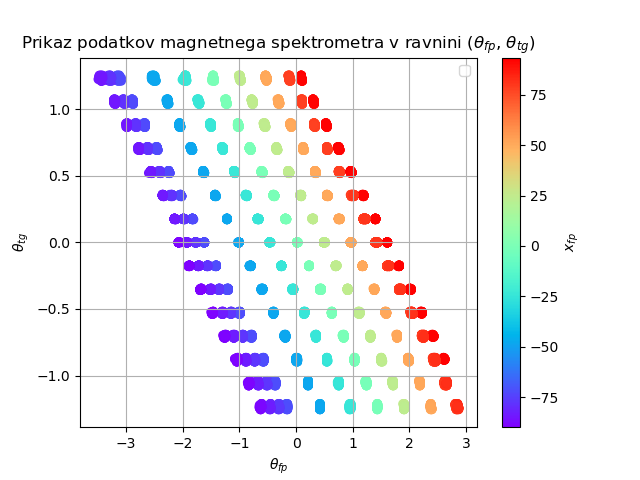 Prikaz podatkov magnetnega spektrometra v ravnini (θ_fp, θ_tg)
1.0
0.5
0.0
−0.5
−1.0
θ_tg
−3 −2 −1 0 1 2 3
θ_fp
75
50
25
0
−25
−50
−75
x_fp